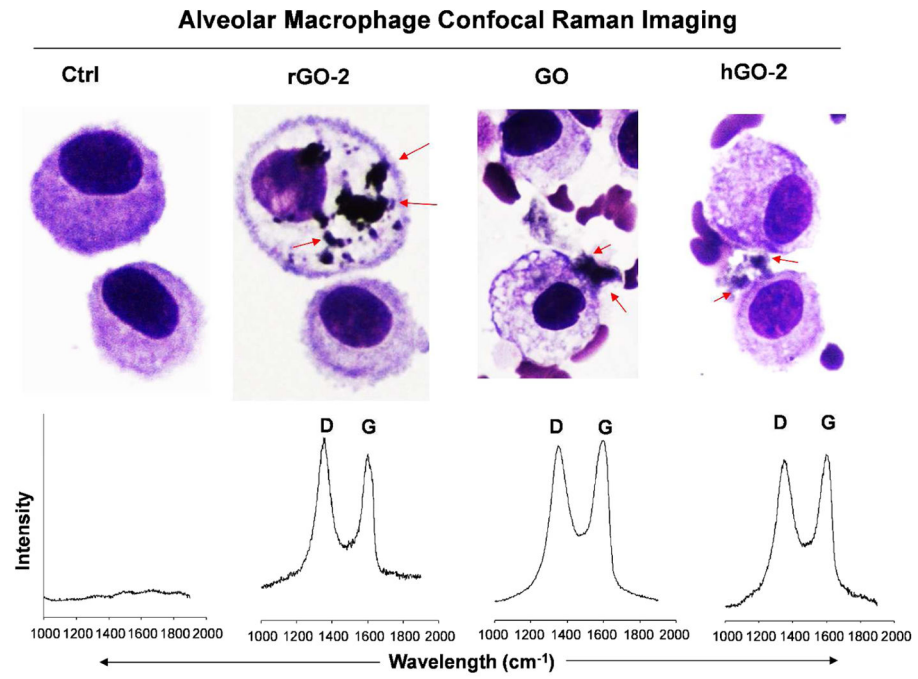 Alveolar Macrophage Confocal Raman Imaging
Ctrl rGO-2 GO hGO-2
D G D G D G
Intensity
1000 1200 1400 1600 1800 2000 1000 1200 1400 1600 1800 2000 1000 1200 1400 1600 1800 2000 1000 1200 1400 1600 1800 2000
Wavelength (cm⁻¹)